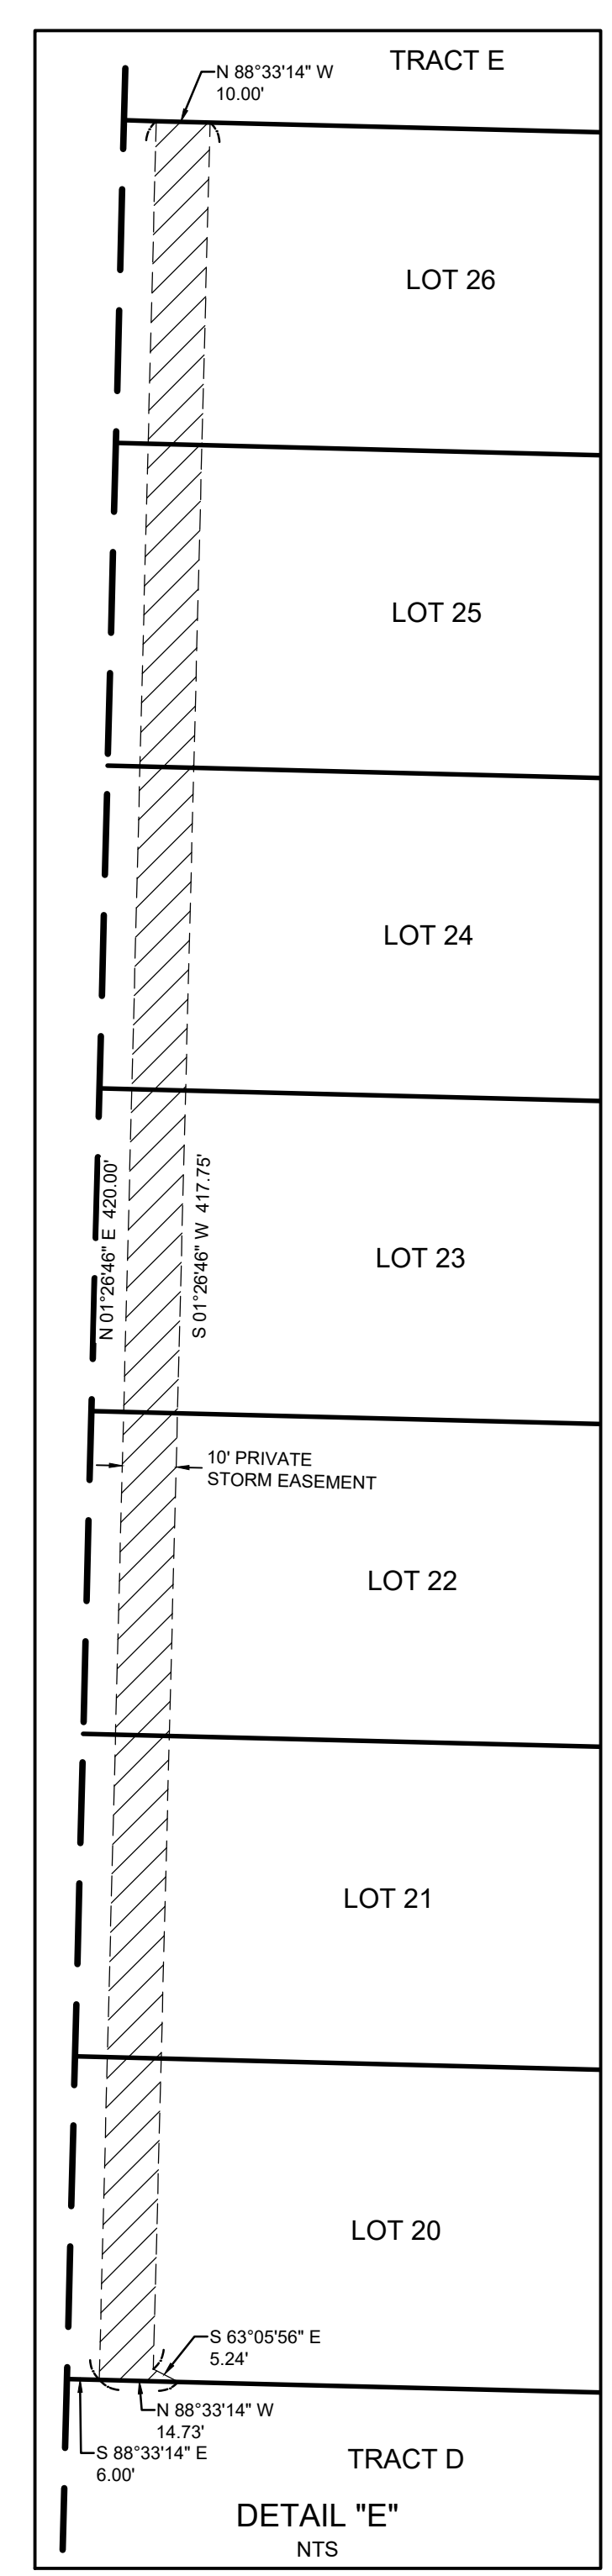 TRACT E
N 88°33'14" W
10.00'
LOT 26
LOT 25
LOT 24
N 01°26'46" E 420.00'
S 01°26'46" W 417.75'
LOT 23
10' PRIVATE
STORM EASEMENT
LOT 22
LOT 21
LOT 20
S 63°05'56" E
5.24'
N 88°33'14" W
14.73'
S 88°33'14" E
6.00'
TRACT D
DETAIL "E"
NTS